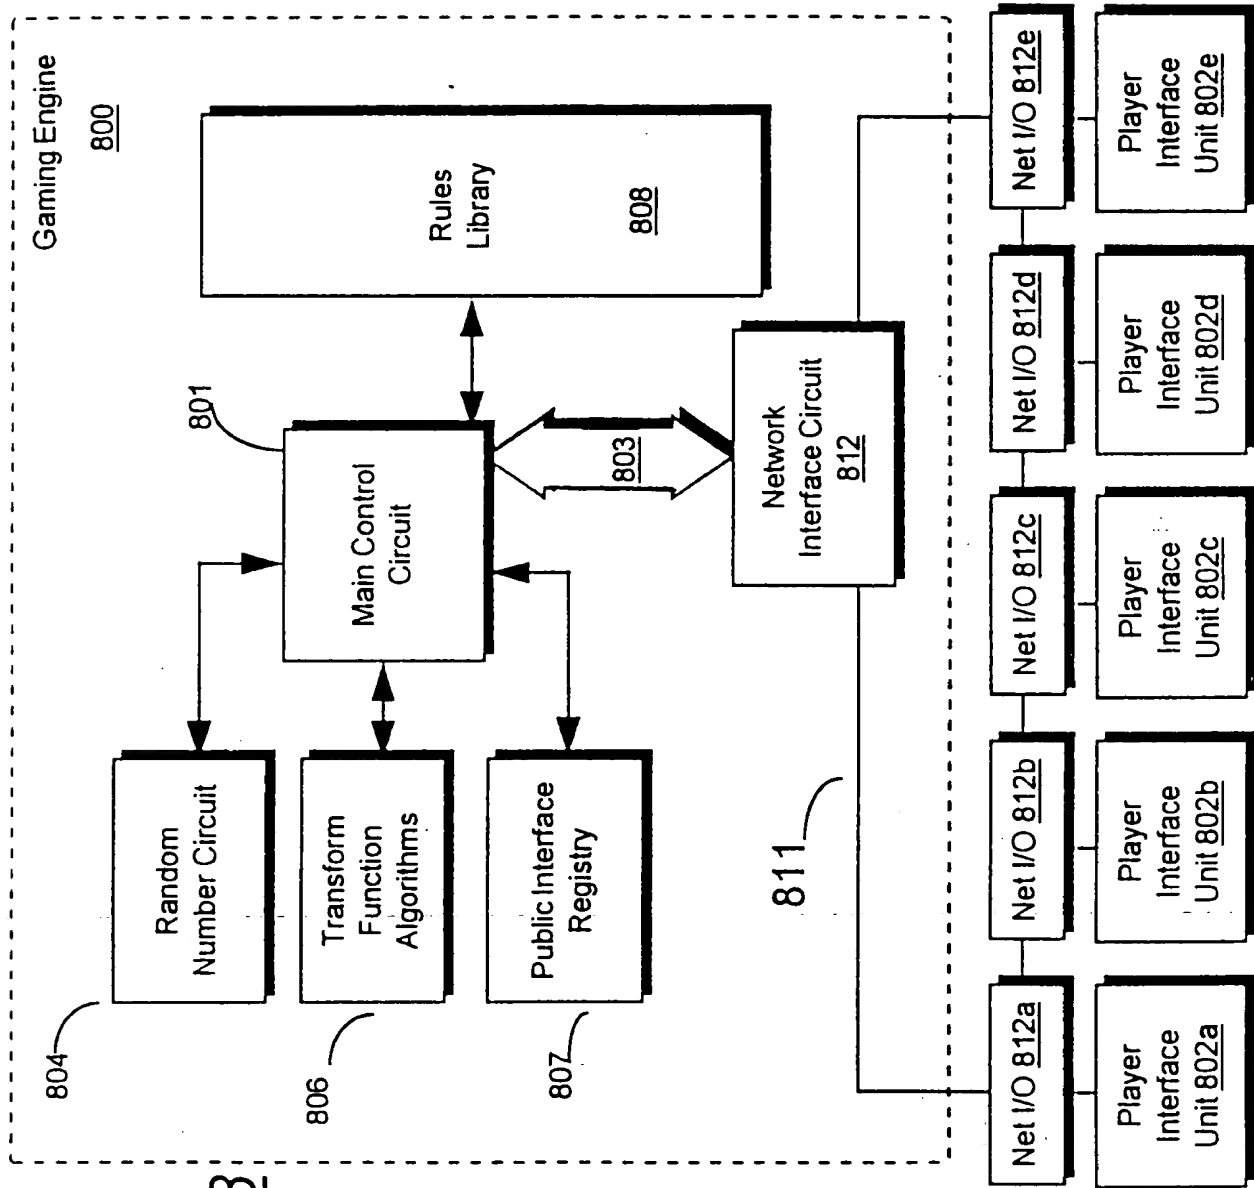 Gaming Engine
800
804
Random
Number Circuit
806
Transform
Function
Algorithms
807
Public Interface
Registry
801
Main Control
Circuit
Rules
Library
808
803
Network
Interface Circuit
812
811
Net I/O 812a
Net I/O 812b
Net I/O 812c
Net I/O 812d
Net I/O 812e
Player
Interface
Unit 802a
Player
Interface
Unit 802b
Player
Interface
Unit 802c
Player
Interface
Unit 802d
Player
Interface
Unit 802e